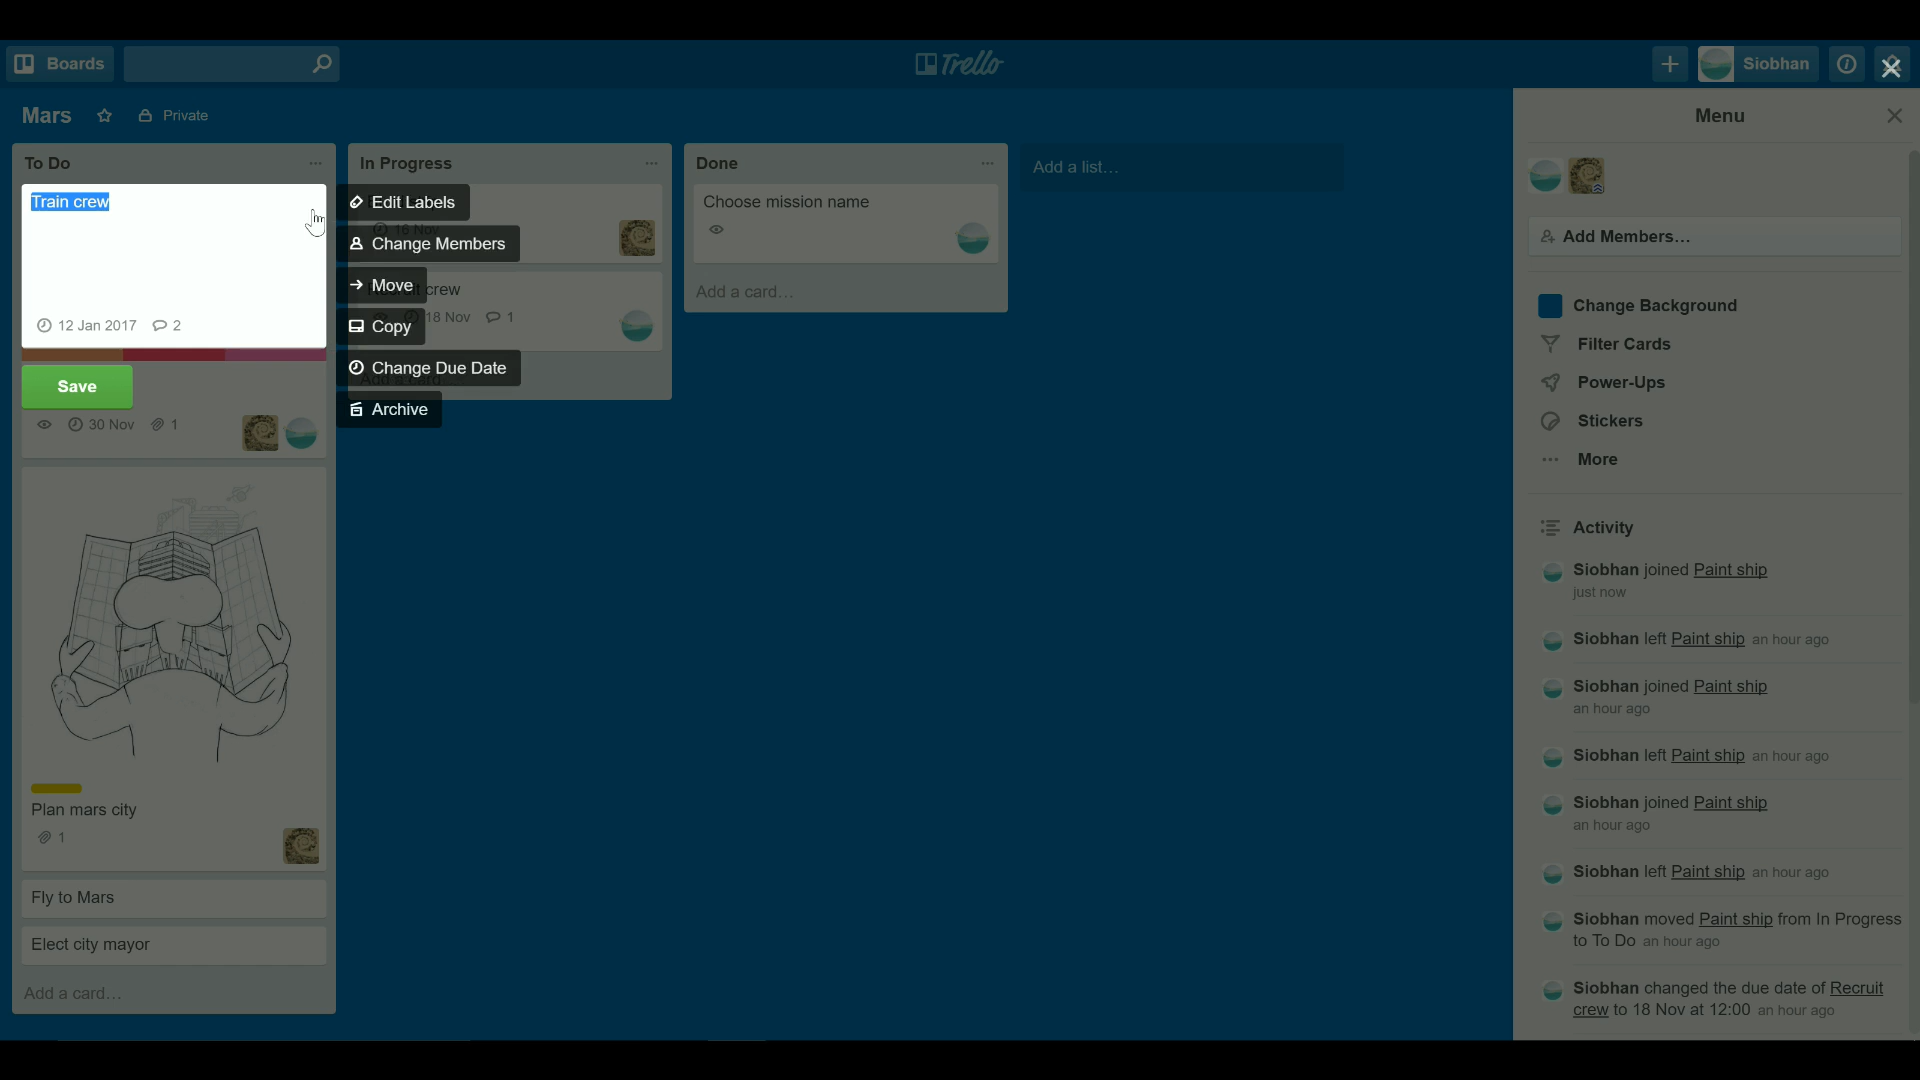 Boards
Trello
Siobhan
Mars
Private
To Do
Train crew
12 Jan 2017
2
Save
30 Nov
1
Plan mars city
1
Fly to Mars
Elect city mayor
Add a card…
In Progress
Edit Labels
16 Nov
Change Members
Move
crew
18 Nov
1
Copy
Change Due Date
Add a card…
Archive
Done
Choose mission name
Add a card…
Add a list…
Menu
Add Members…
Change Background
Filter Cards
Power-Ups
Stickers
More
Activity
Siobhan joined Paint ship
just now
Siobhan left Paint ship an hour ago
Siobhan joined Paint ship
an hour ago
Siobhan left Paint ship an hour ago
Siobhan joined Paint ship
an hour ago
Siobhan left Paint ship an hour ago
Siobhan moved Paint ship from In Progress
to To Do an hour ago
Siobhan changed the due date of Recruit
crew to 18 Nov at 12:00 an hour ago